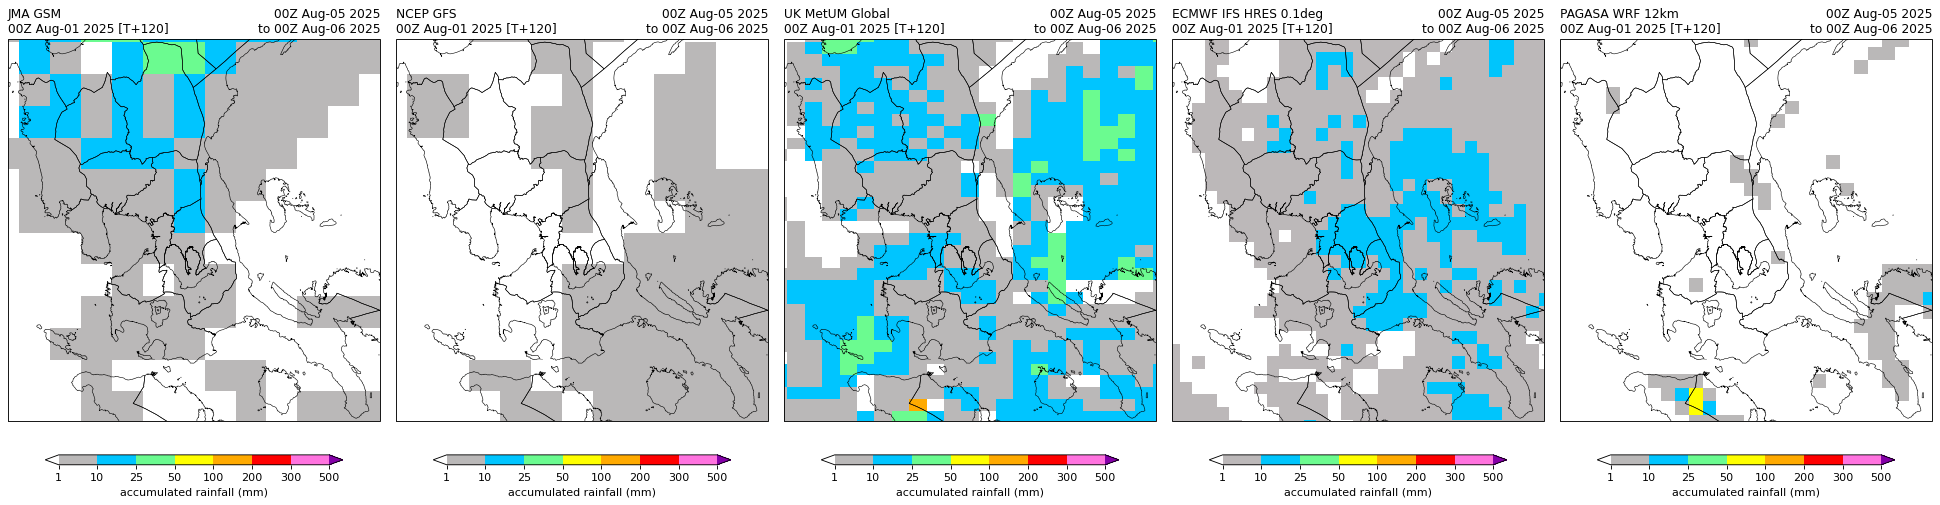 JMA GSM 00Z Aug-05 2025
00Z Aug-01 2025 [T+120] to 00Z Aug-06 2025
1 10 25 50 100 200 300 500
accumulated rainfall (mm)
NCEP GFS 00Z Aug-05 2025
00Z Aug-01 2025 [T+120] to 00Z Aug-06 2025
1 10 25 50 100 200 300 500
accumulated rainfall (mm)
UK MetUM Global 00Z Aug-05 2025
00Z Aug-01 2025 [T+120] to 00Z Aug-06 2025
1 10 25 50 100 200 300 500
accumulated rainfall (mm)
ECMWF IFS HRES 0.1deg 00Z Aug-05 2025
00Z Aug-01 2025 [T+120] to 00Z Aug-06 2025
1 10 25 50 100 200 300 500
accumulated rainfall (mm)
PAGASA WRF 12km 00Z Aug-05 2025
00Z Aug-01 2025 [T+120] to 00Z Aug-06 2025
1 10 25 50 100 200 300 500
accumulated rainfall (mm)